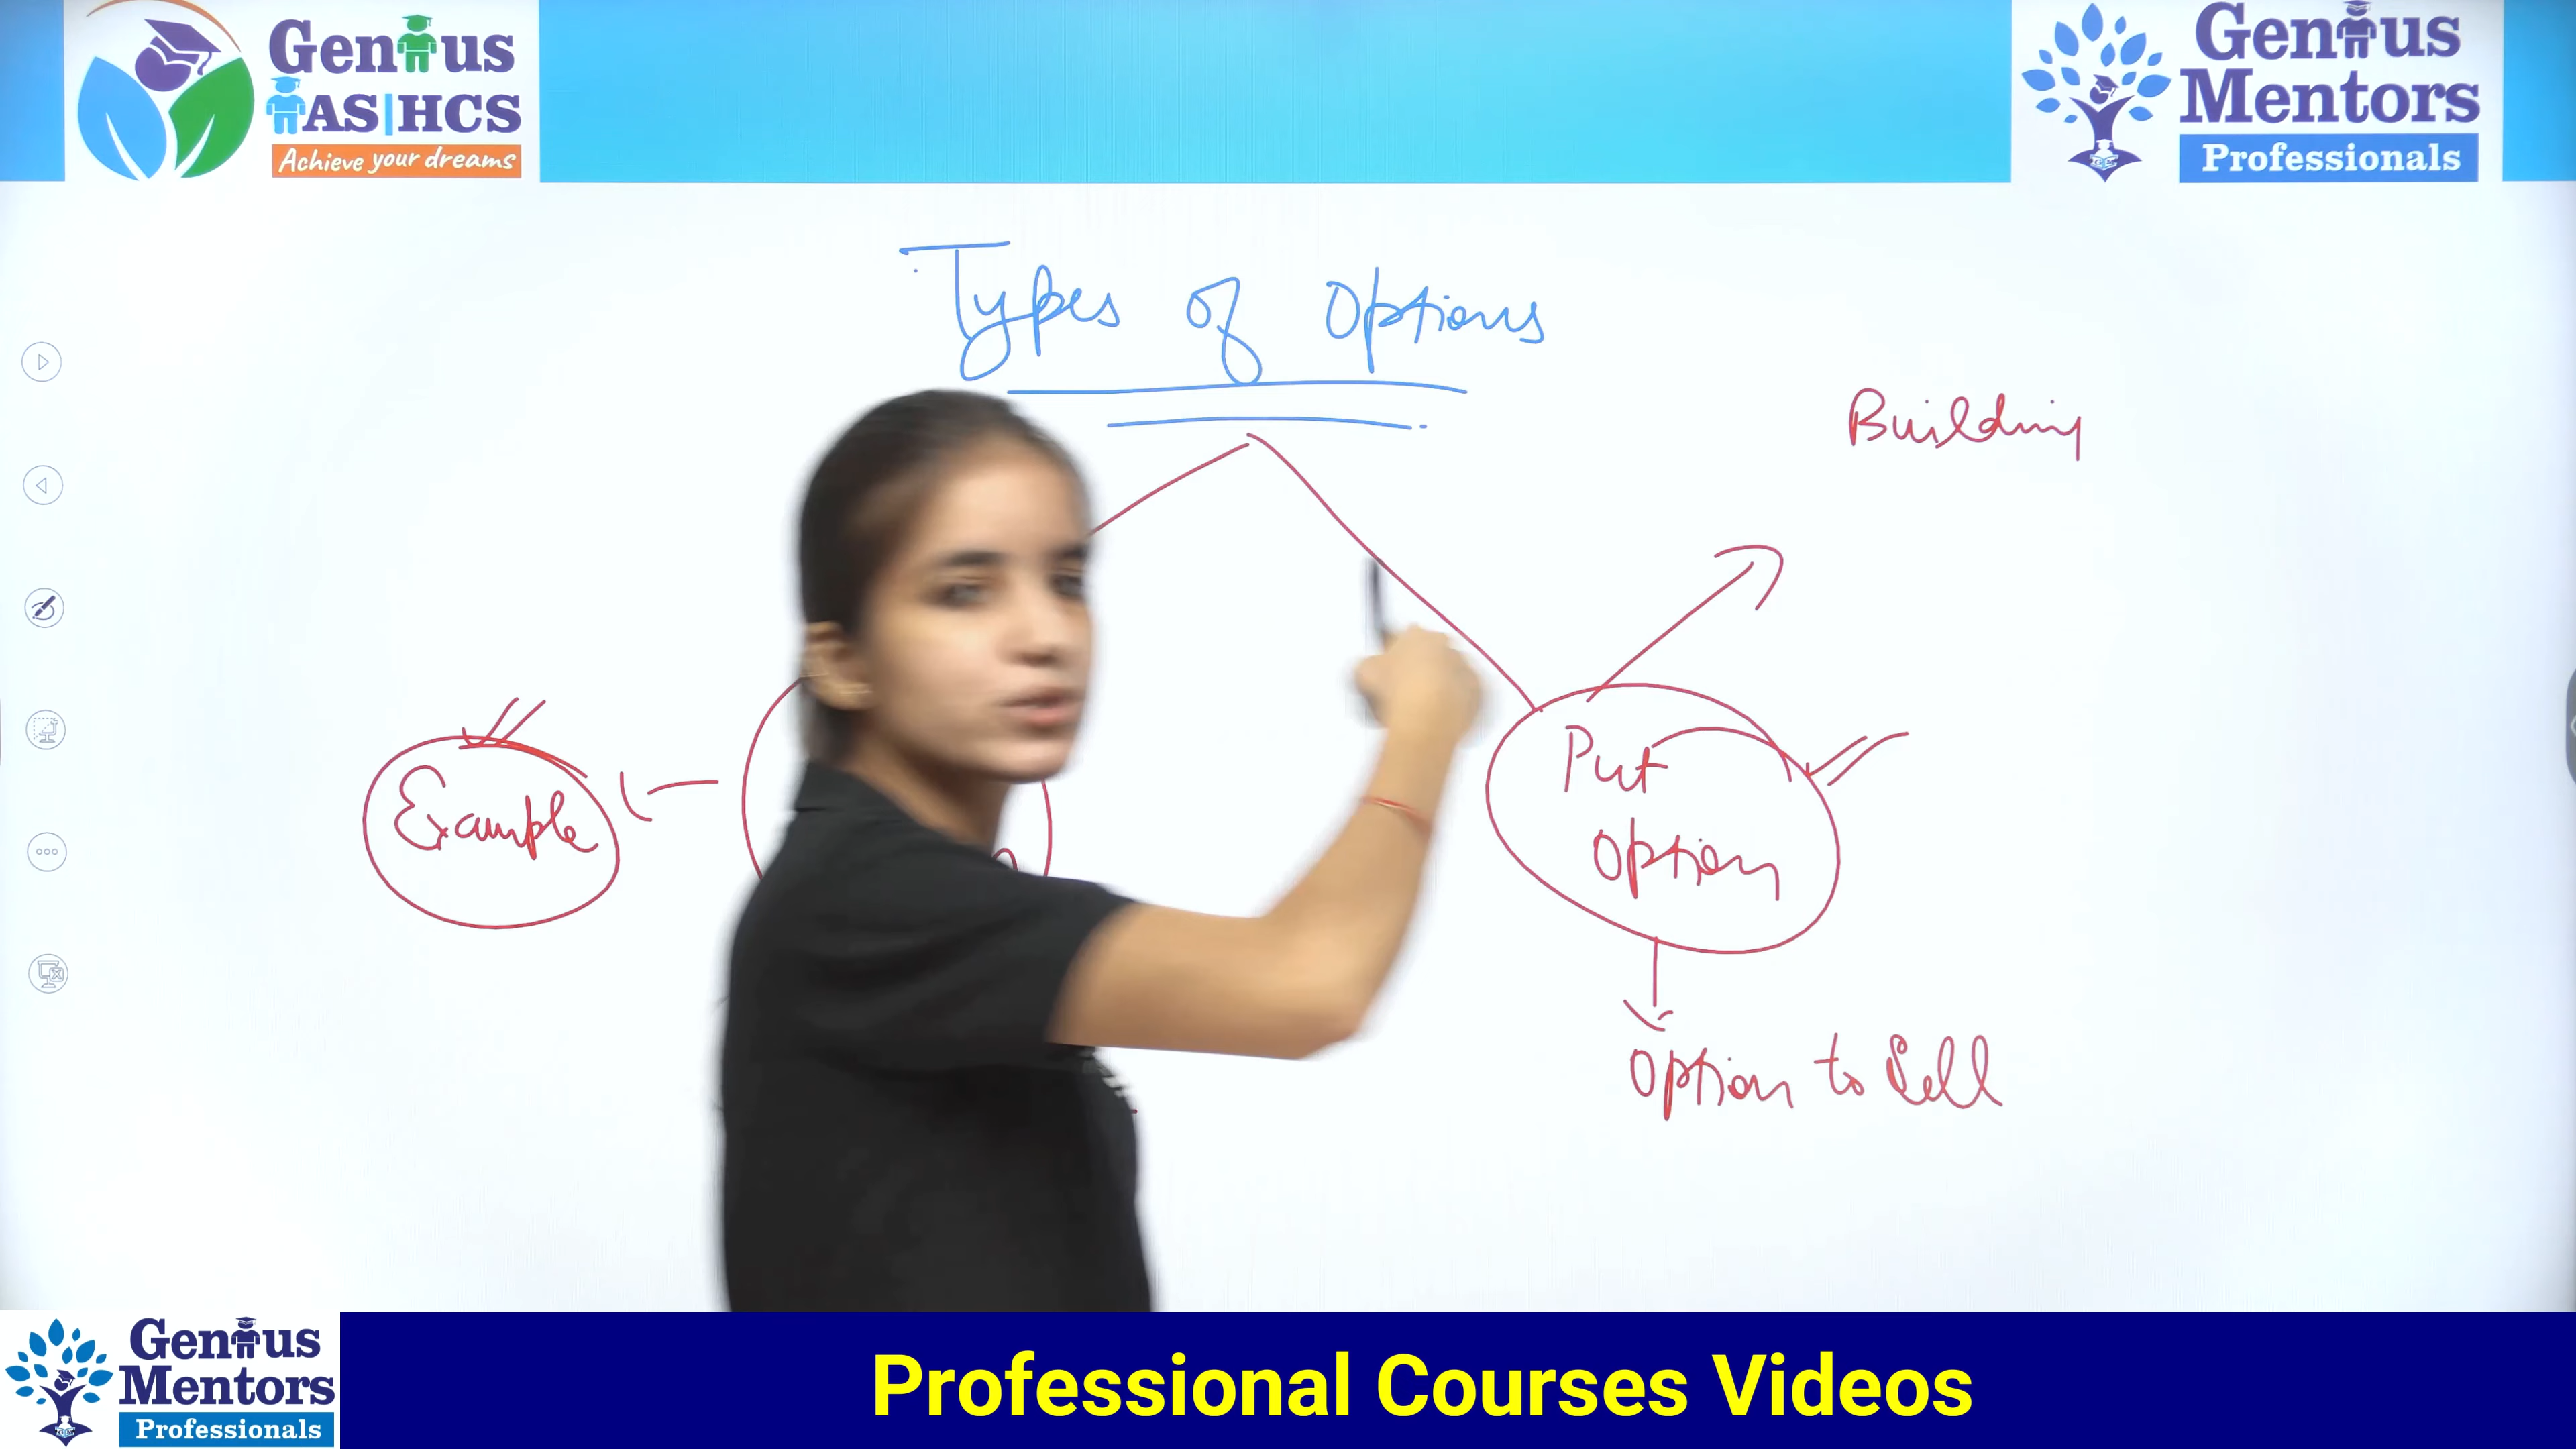 Genius
IAS|HCS
Achieve your dreams
Genius
Mentors
Professionals
Types of Options
Building
Example
Put
Option
Option to Sell
Genius
Mentors
Professionals
Professional Courses Videos